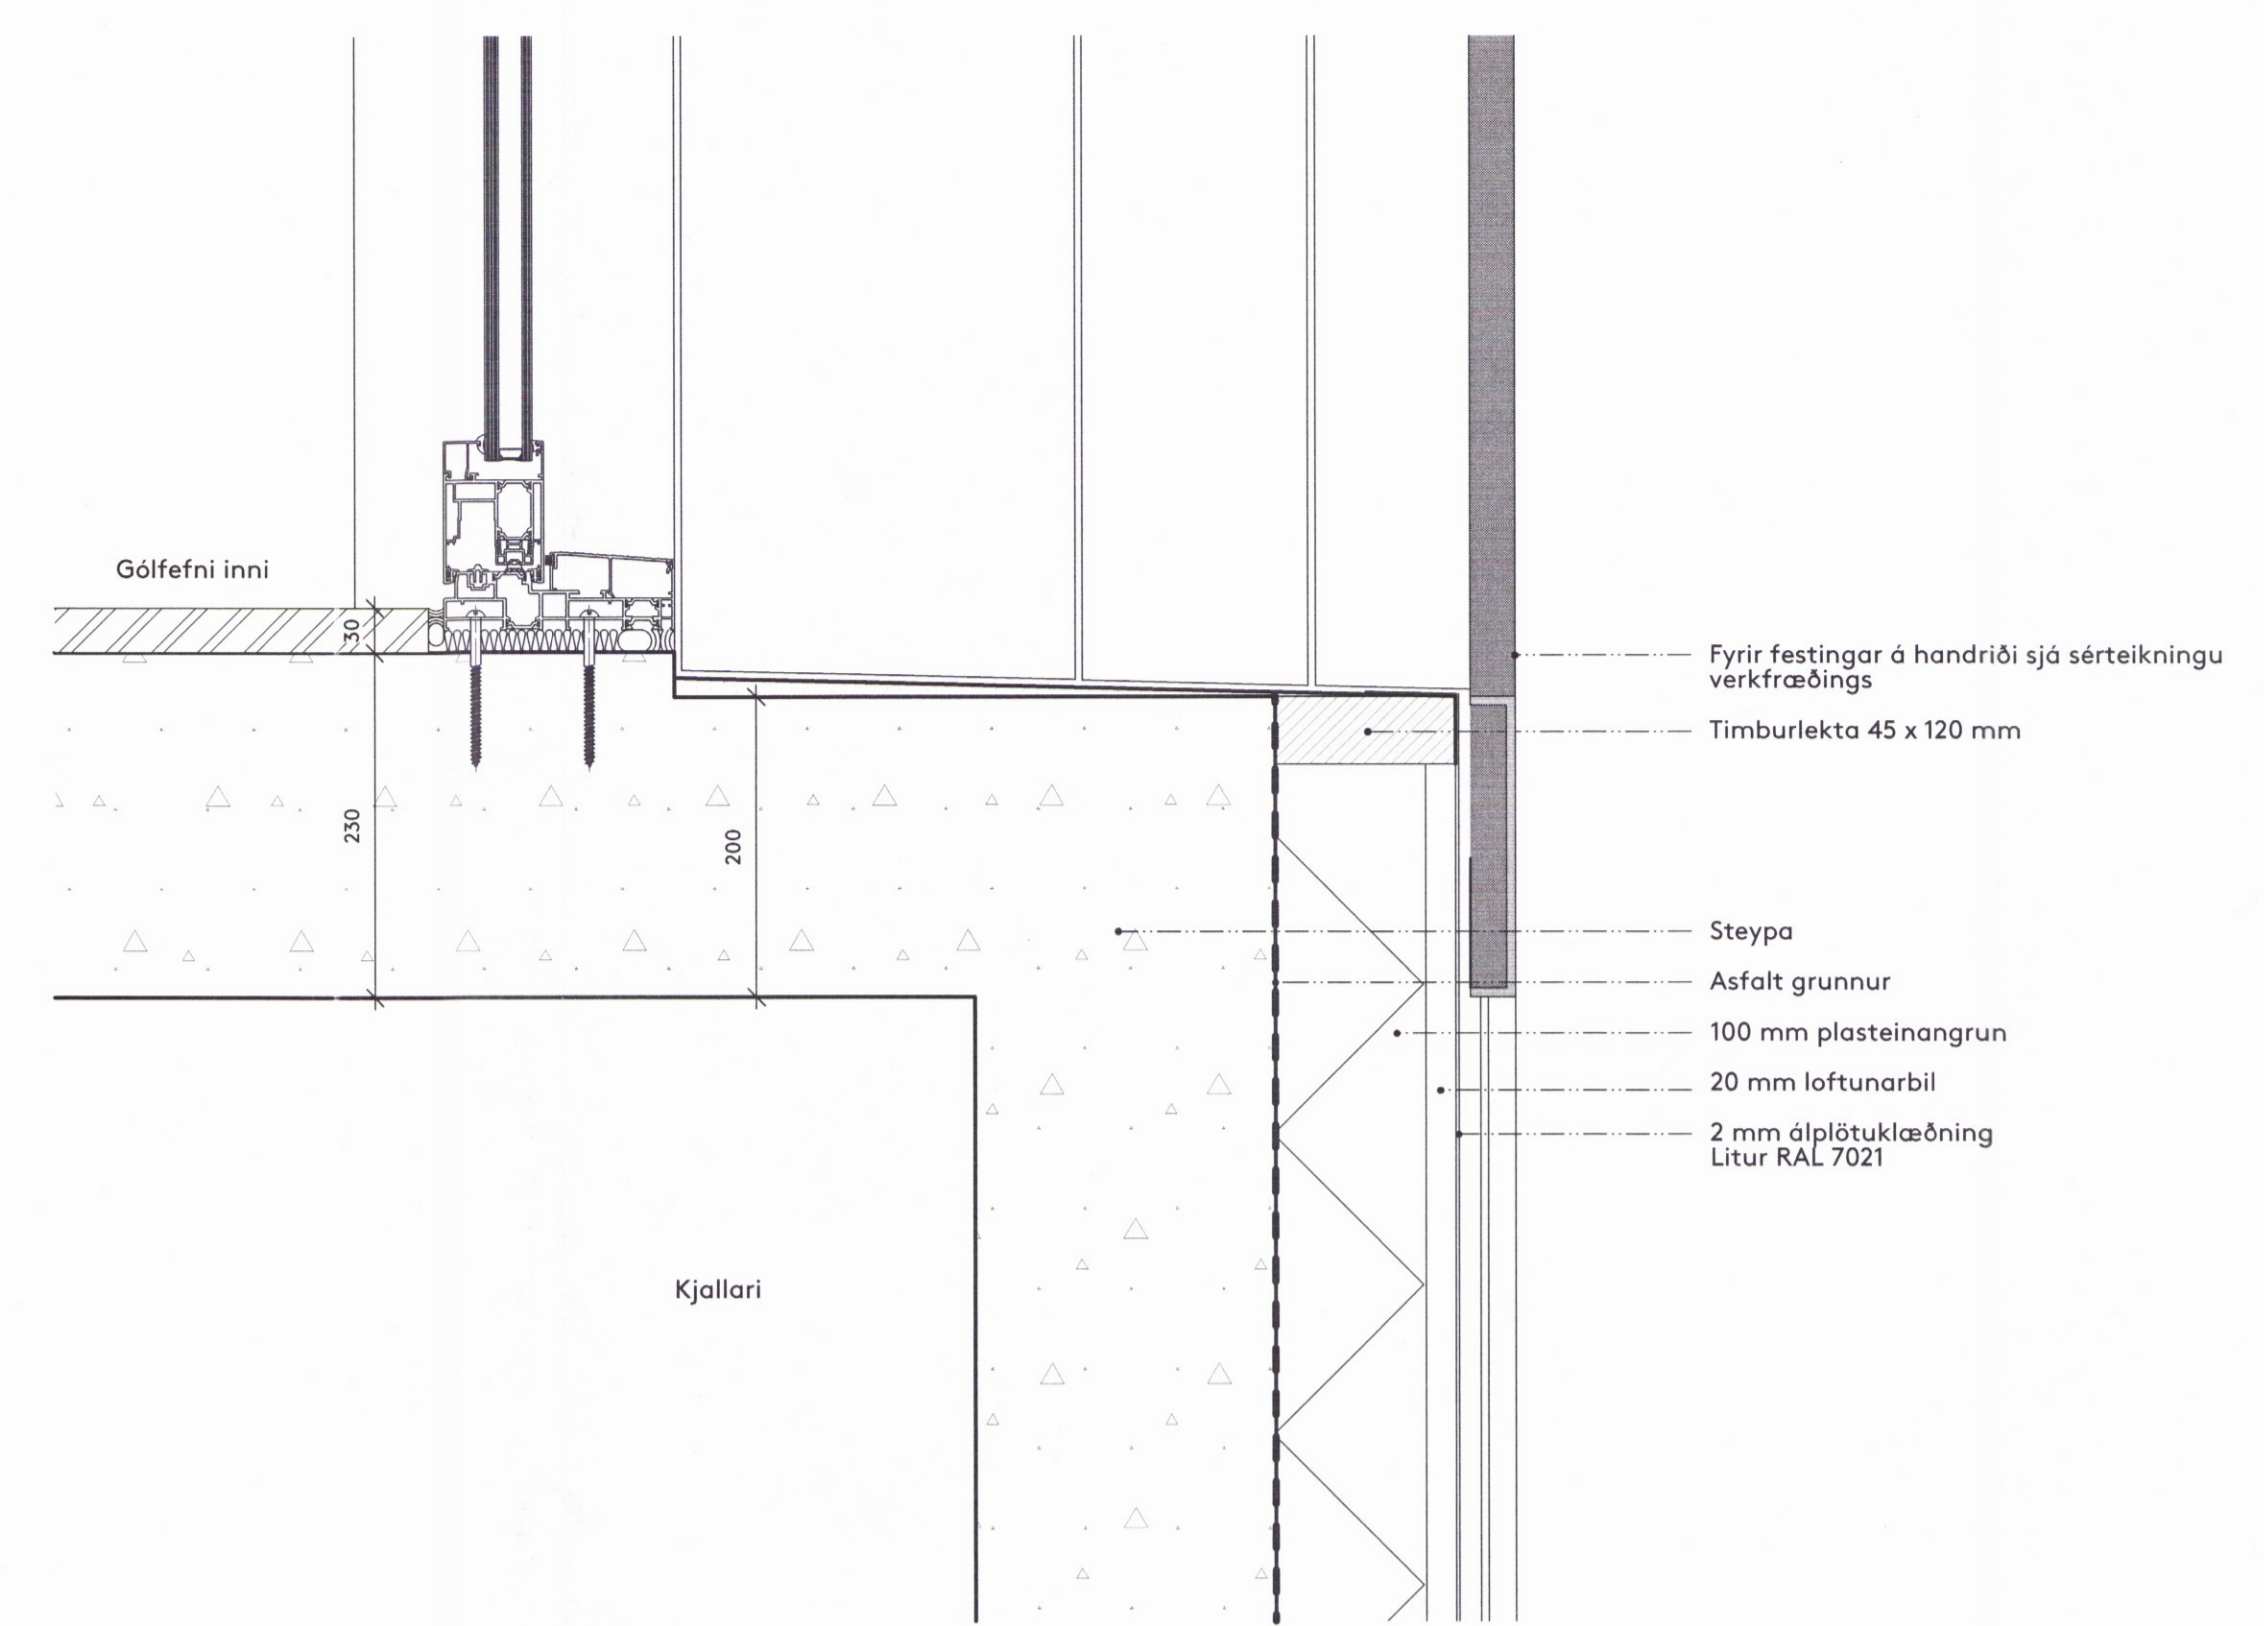 Gólfefni inni
30
230
200
Kjallari
Fyrir festingar á handriði sjá sérteikningu
verkfræðings
Timburlekta 45 x 120 mm
Steypa
Asfalt grunnur
100 mm plasteinangrun
20 mm loftunarbil
2 mm álplötuklæðning
Litur RAL 7021